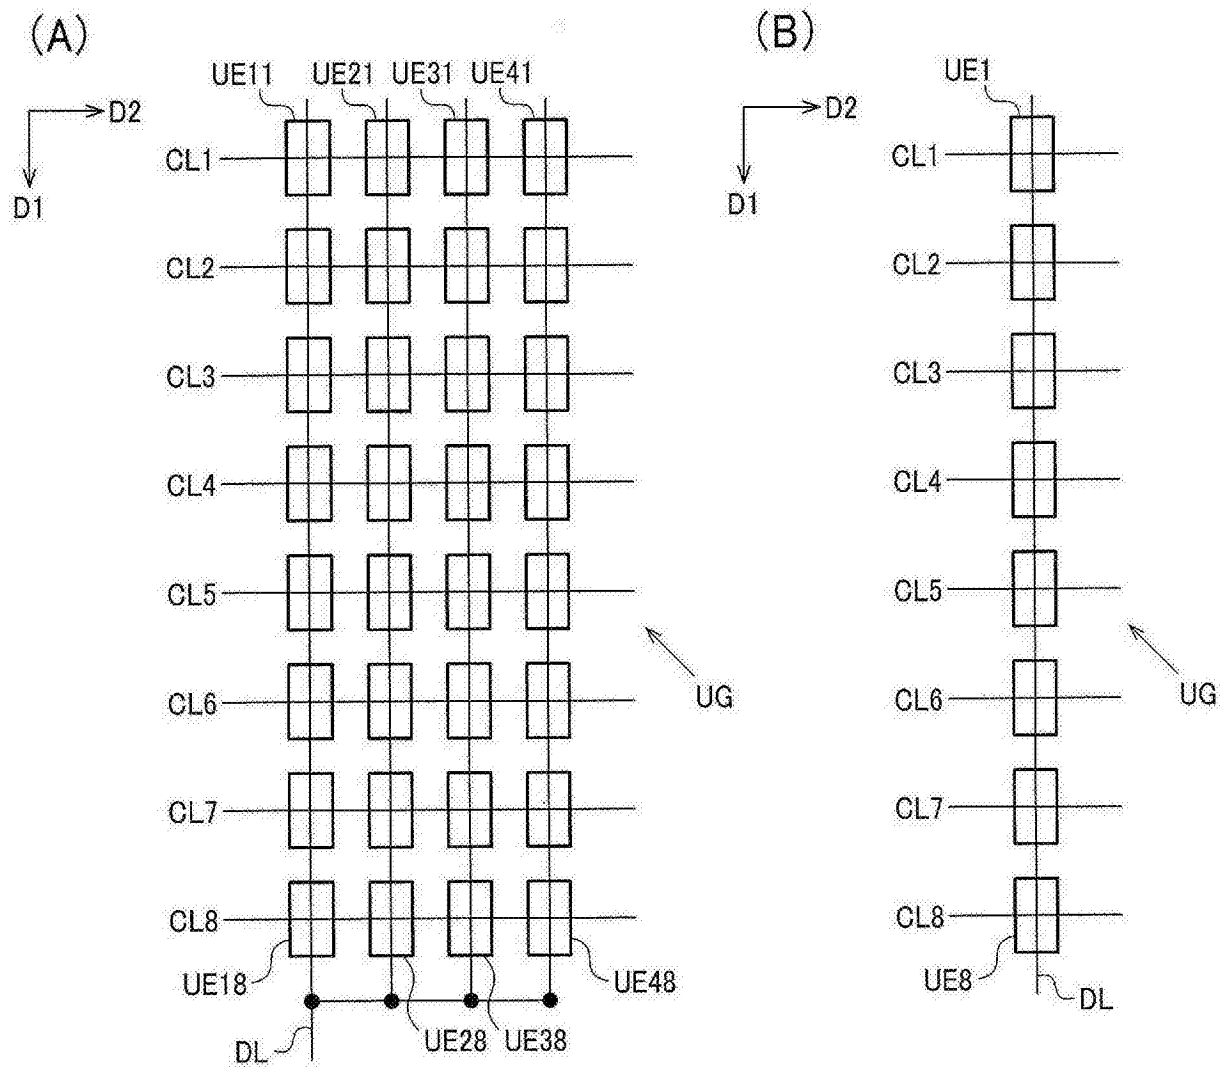 (A)
UE11 UE21 UE31 UE41
D2
CL1
D1
CL2
CL3
CL4
CL5
CL6
UG
CL7
CL8
UE18
UE48
UE28
UE38
DL
(B)
UE1
D2
CL1
D1
CL2
CL3
CL4
CL5
CL6
UG
CL7
CL8
UE8
DL